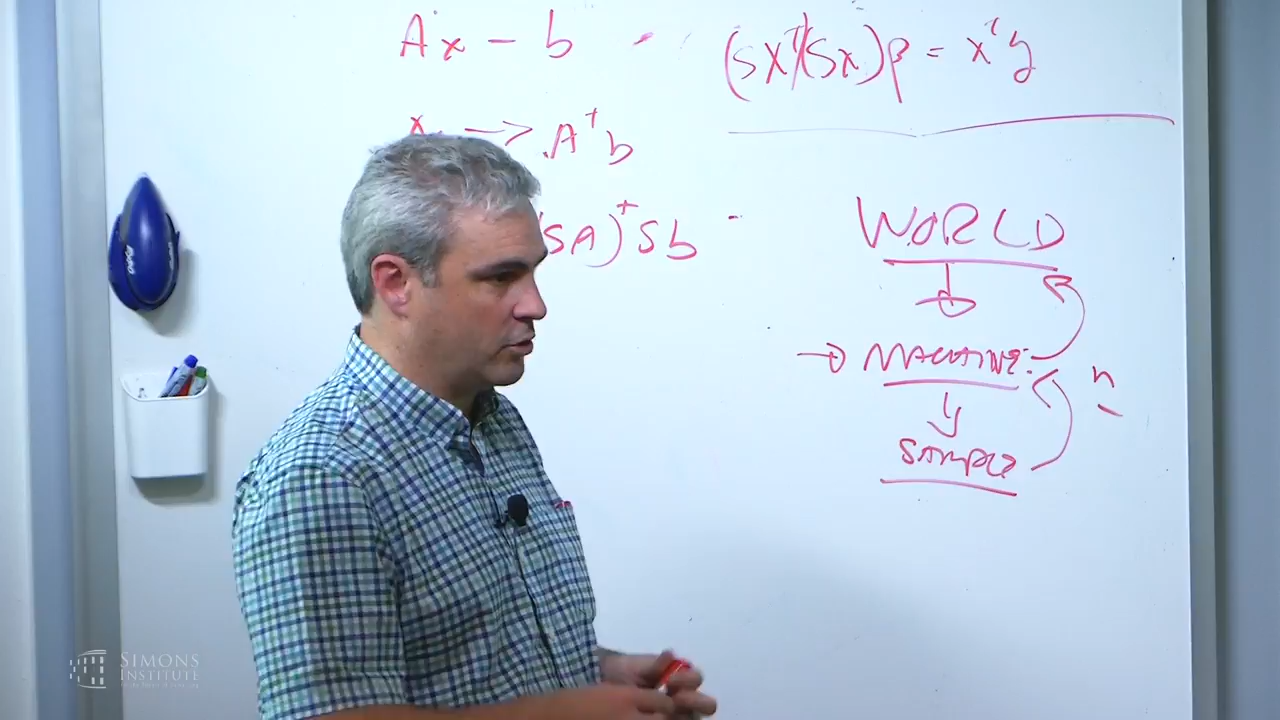 Ax - b
(SX)ᵀ(SX)β = Xᵀy
x → A⁺b
(SA)⁺Sb
WORLD
MACHINE
n
SAMPLE
SIMONS
INSTITUTE